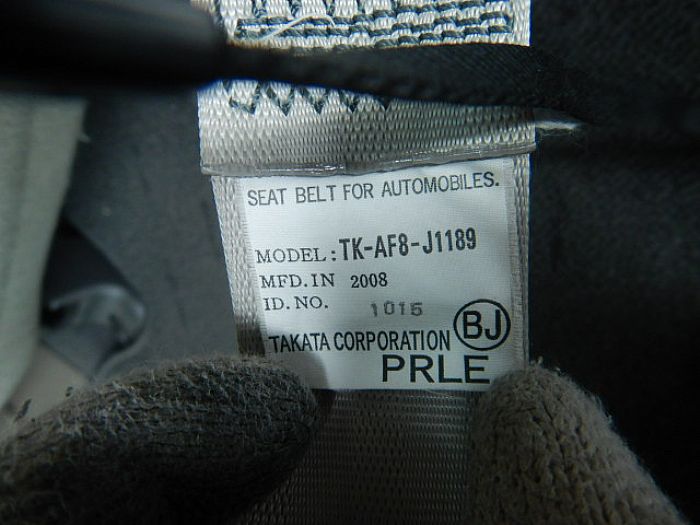 SEAT BELT FOR AUTOMOBILES.
MODEL: TK-AF8-J1189
MFD. IN 2008
ID. NO. 1015
TAKATA CORPORATION BJ
PRLE